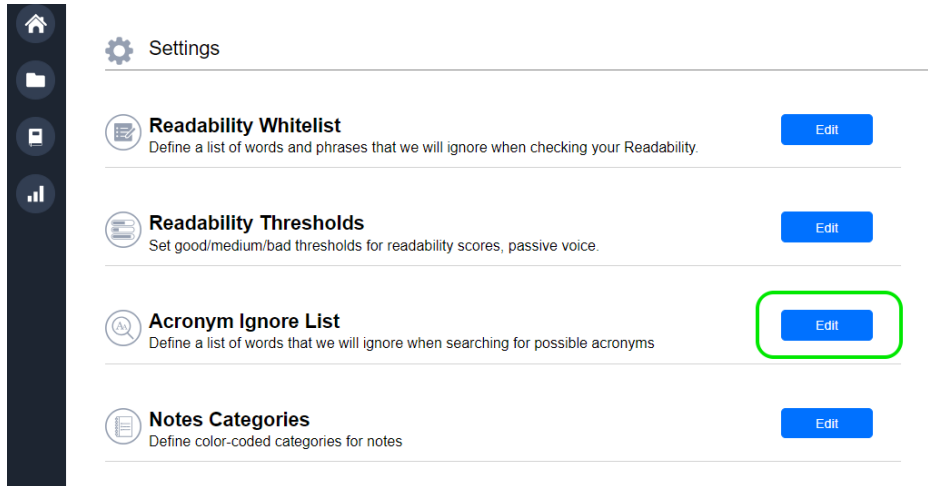 Settings
Readability Whitelist
Edit
Define a list of words and phrases that we will ignore when checking your Readability.
Readability Thresholds
Edit
Set good/medium/bad thresholds for readability scores, passive voice.
Acronym Ignore List
Edit
Define a list of words that we will ignore when searching for possible acronyms
Notes Categories
Edit
Define color-coded categories for notes